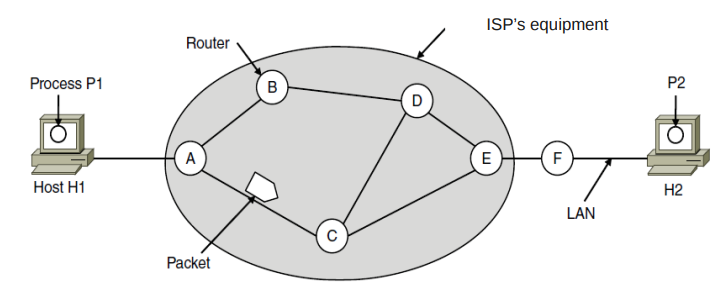 ISP's equipment
Router
Process P1
P2
B
D
A
E
F
Host H1
H2
LAN
C
Packet